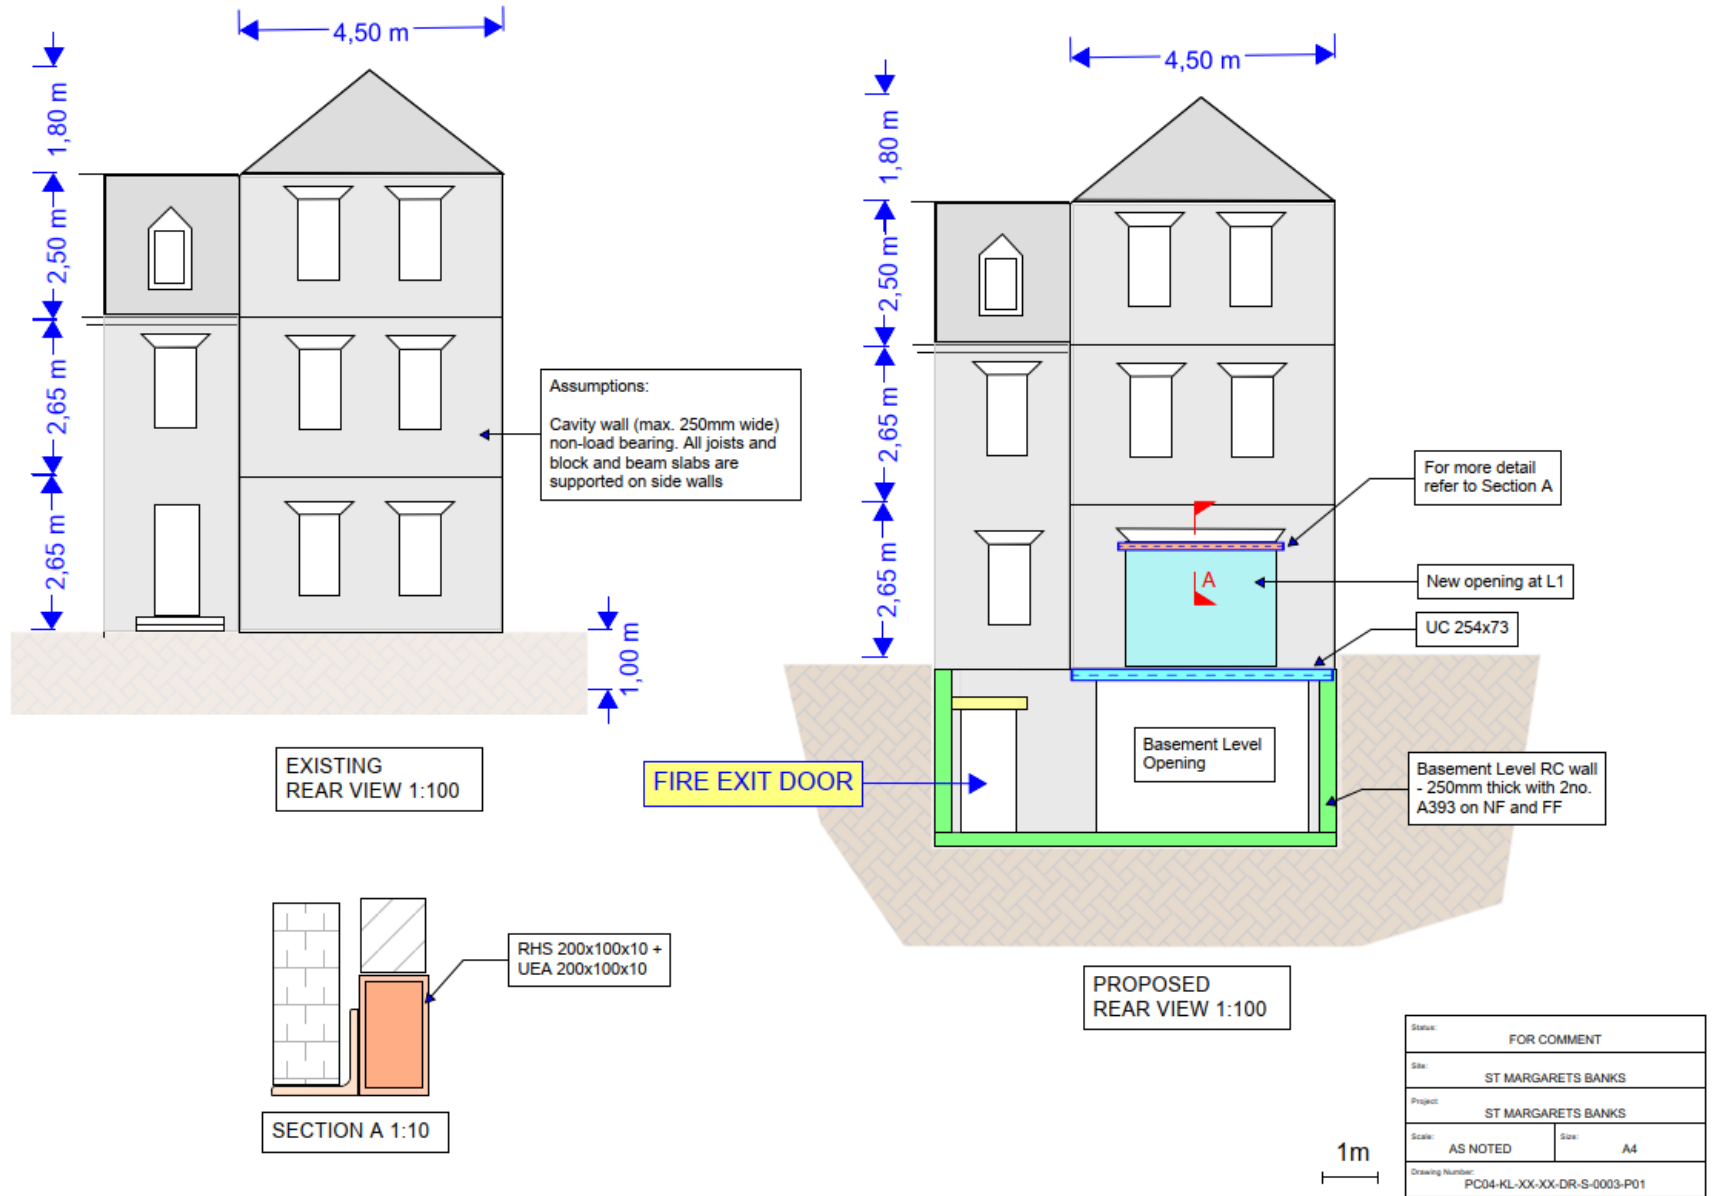 4,50 m
1,80 m
2,50 m
2,65 m
2,65 m
1,00 m
Assumptions:
Cavity wall (max. 250mm wide)
non-load bearing. All joists and
block and beam slabs are
supported on side walls
EXISTING
REAR VIEW 1:100
4,50 m
1,80 m
2,50 m
2,65 m
2,65 m
For more detail
refer to Section A
A
New opening at L1
UC 254x73
Basement Level
Opening
FIRE EXIT DOOR
Basement Level RC wall
- 250mm thick with 2no.
A393 on NF and FF
PROPOSED
REAR VIEW 1:100
RHS 200x100x10 +
UEA 200x100x10
SECTION A 1:10
1m
Status:
FOR COMMENT
Site:
ST MARGARETS BANKS
Project:
ST MARGARETS BANKS
Scale:
AS NOTED
Size:
A4
Drawing Number:
PC04-KL-XX-XX-DR-S-0003-P01